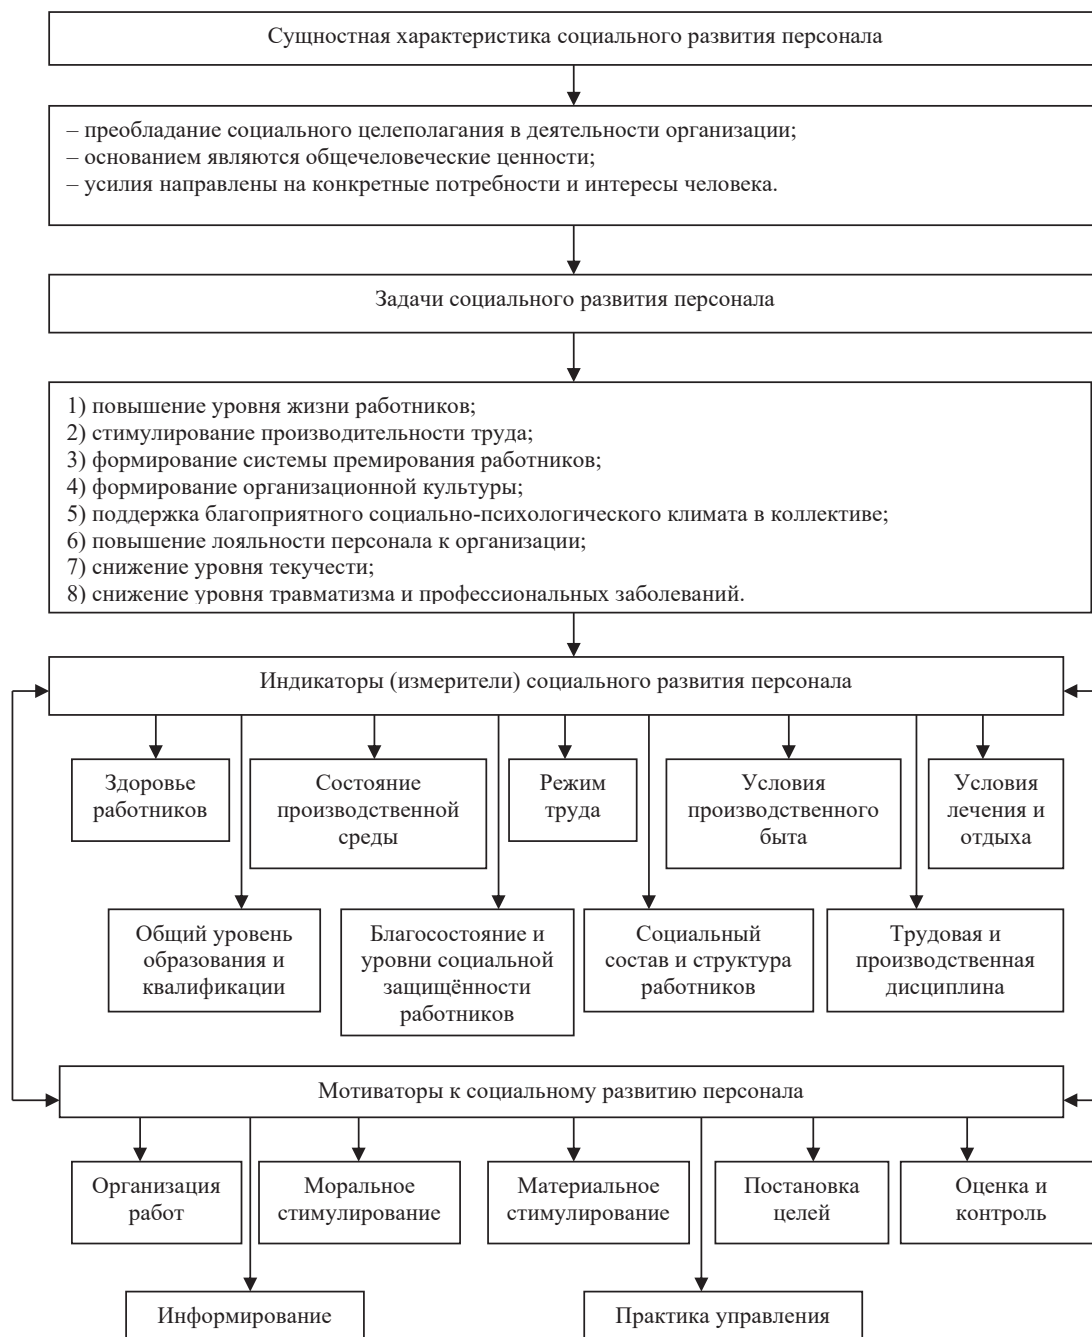 Сущностная характеристика социального развития персонала
– преобладание социального целеполагания в деятельности организации;
– основанием являются общечеловеческие ценности;
– усилия направлены на конкретные потребности и интересы человека.
Задачи социального развития персонала
1) повышение уровня жизни работников;
2) стимулирование производительности труда;
3) формирование системы премирования работников;
4) формирование организационной культуры;
5) поддержка благоприятного социально-психологического климата в коллективе;
6) повышение лояльности персонала к организации;
7) снижение уровня текучести;
8) снижение уровня травматизма и профессиональных заболеваний.
Индикаторы (измерители) социального развития персонала
Здоровье
работников
Состояние
производственной
среды
Режим
труда
Условия
производственного
быта
Условия
лечения и
отдыха
Общий уровень
образования и
квалификации
Благосостояние и
уровни социальной
защищённости
работников
Социальный
состав и структура
работников
Трудовая и
производственная
дисциплина
Мотиваторы к социальному развитию персонала
Организация
работ
Моральное
стимулирование
Материальное
стимулирование
Постановка
целей
Оценка и
контроль
Информирование
Практика управления